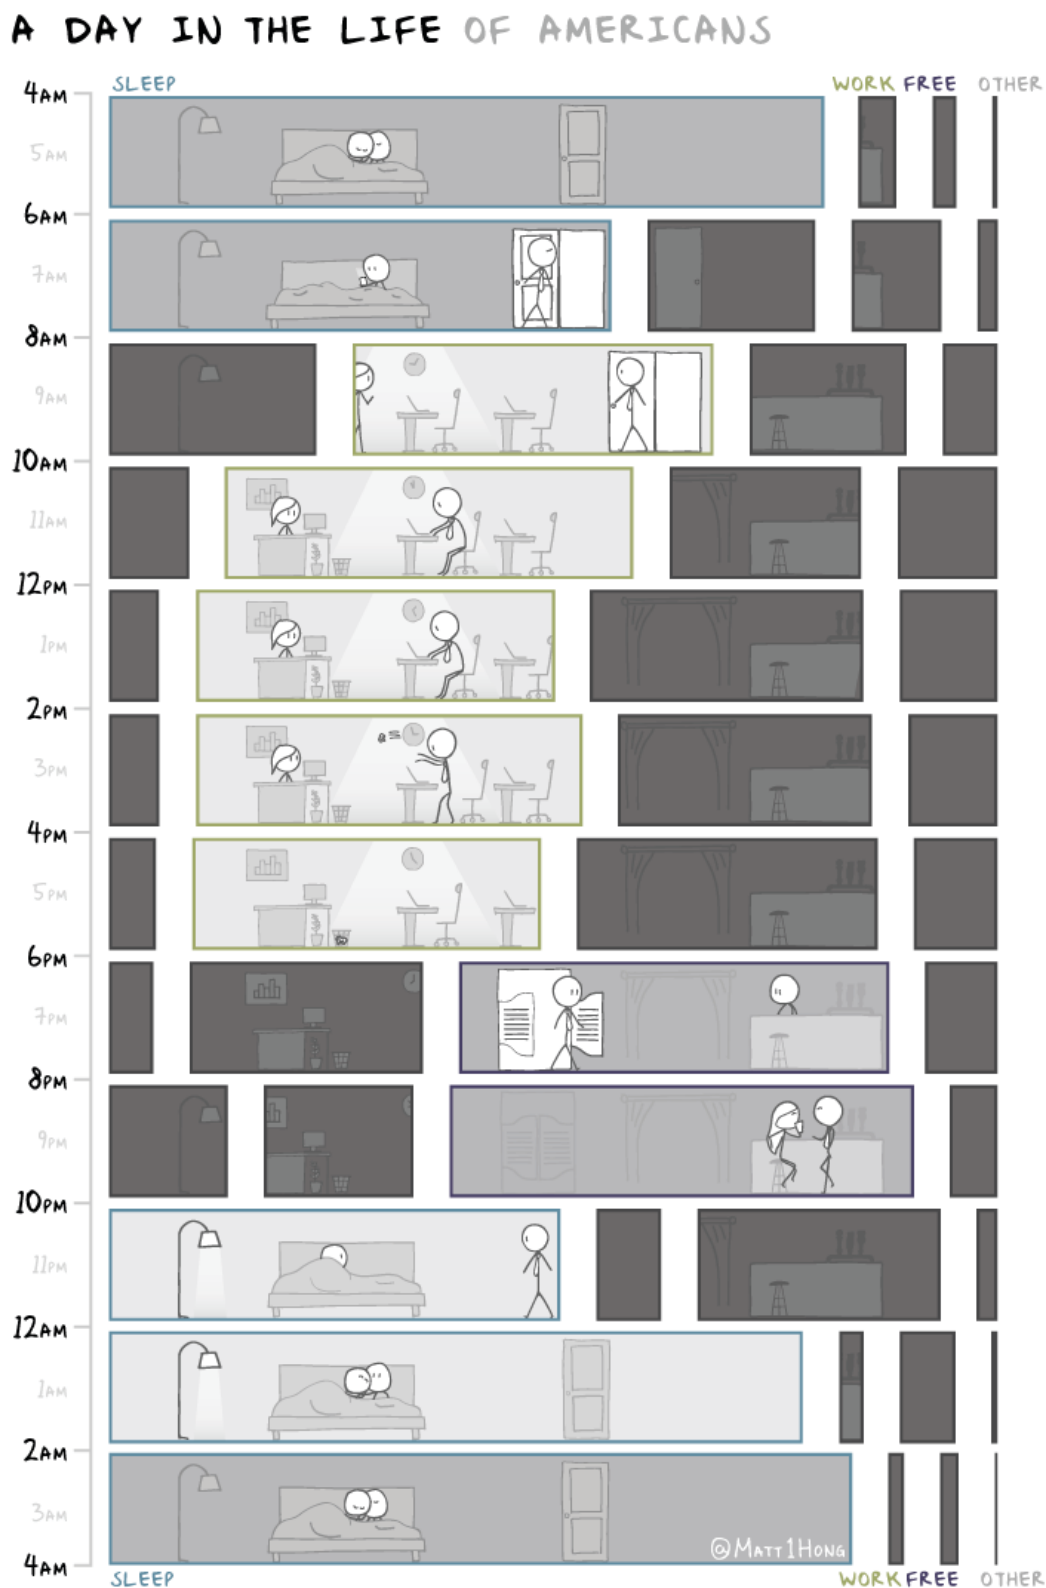 A DAY IN THE LIFE OF AMERICANS
SLEEP WORK FREE OTHER
4AM
5AM
6AM
7AM
8AM
9AM
10AM
11AM
12PM
1PM
2PM
3PM
4PM
5PM
6PM
7PM
8PM
9PM
10PM
11PM
12AM
1AM
2AM
3AM
@MATT1HONG
4AM
SLEEP WORK FREE OTHER